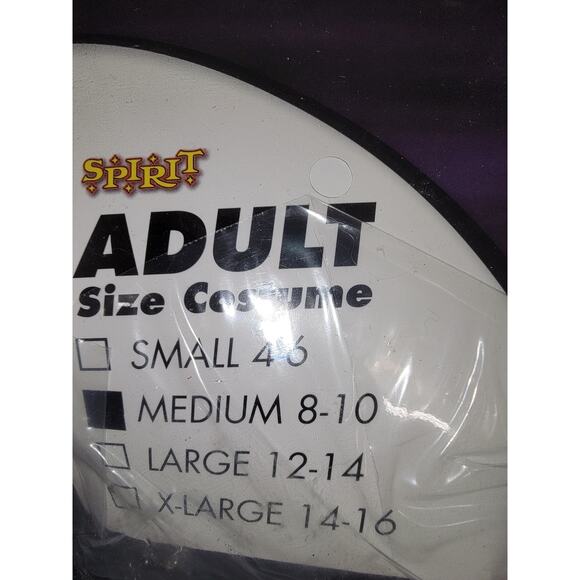 SPIRIT
ADULT
Size Costume
SMALL 4-6
MEDIUM 8-10
LARGE 12-14
X-LARGE 14-16